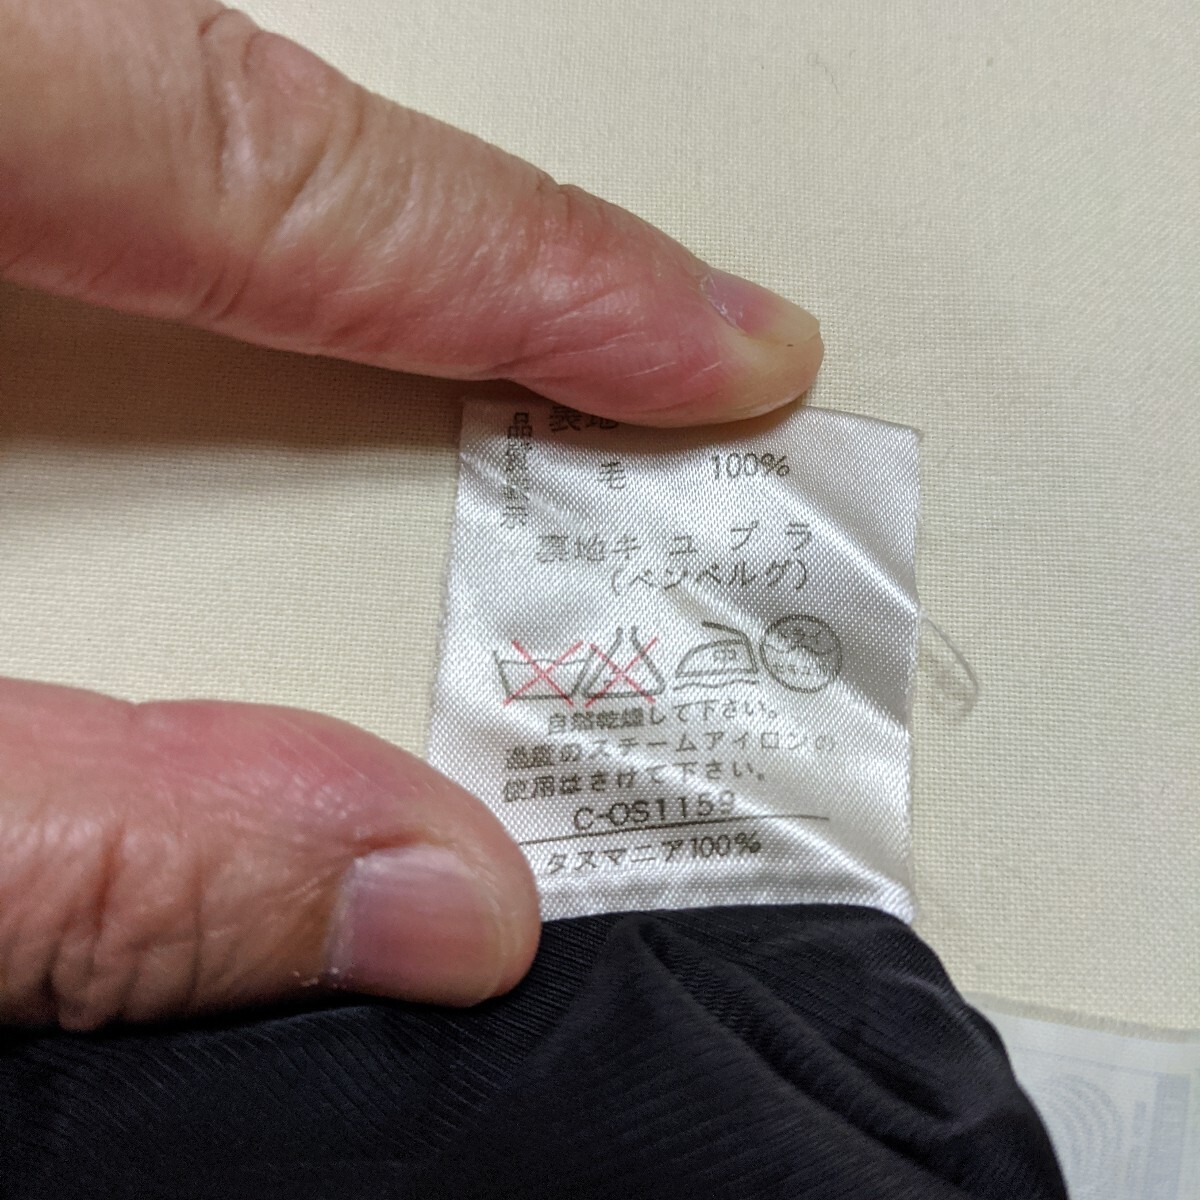 品質表示
表地
毛 100%
裏地キュプラ
(ベンベルグ)
自然乾燥して下さい。
過度のスチームアイロンの
使用はさけて下さい。
C-OS1159
タスマニア100%